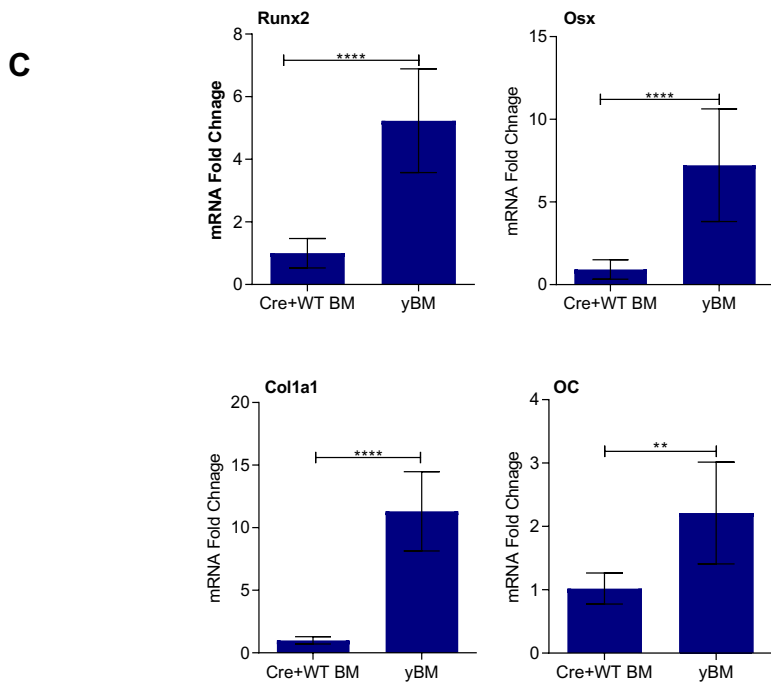 C
Runx2
mRNA Fold Chnage
8
6
4
2
0
****
Cre+WT BM yBM
Osx
mRNA Fold Chnage
15
10
5
0
****
Cre+WT BM yBM
Col1a1
mRNA Fold Chnage
20
15
10
5
0
****
Cre+WT BM yBM
OC
mRNA Fold Chnage
4
3
2
1
0
**
Cre+WT BM yBM